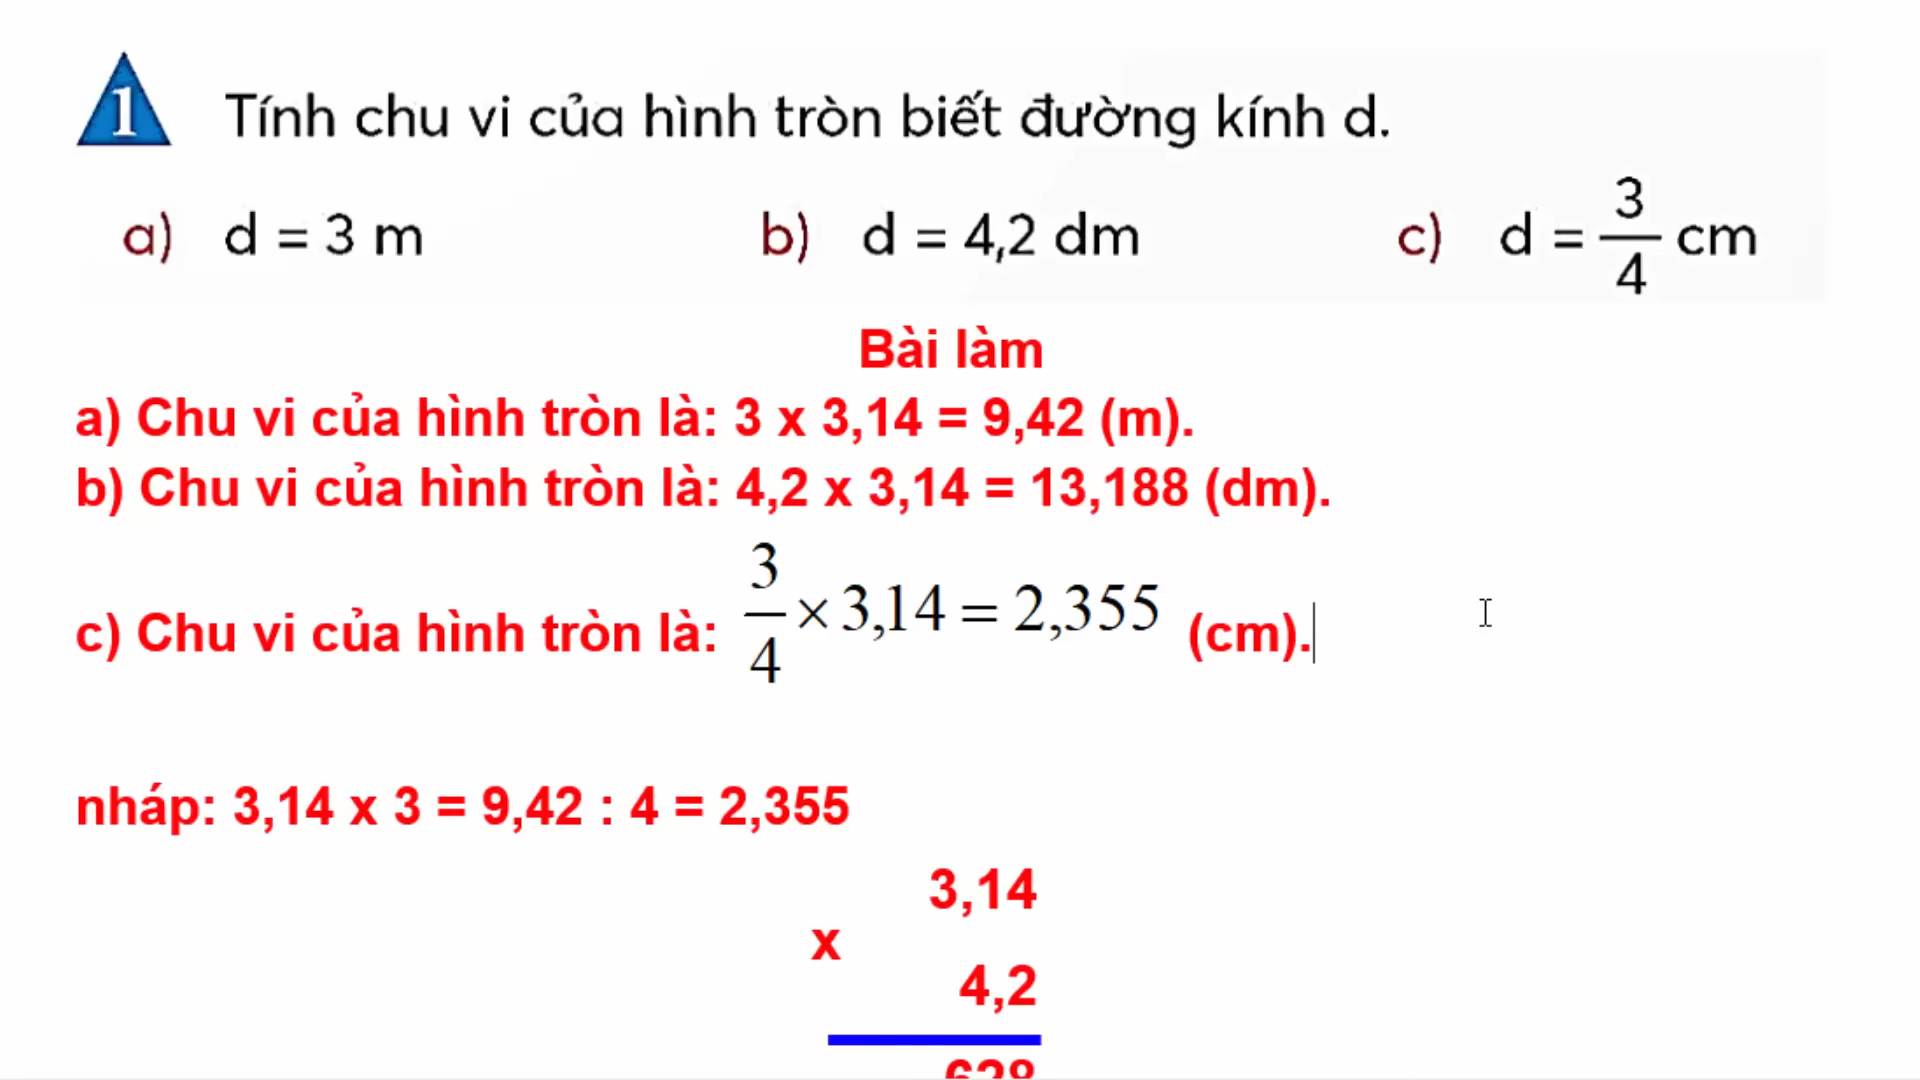 1 Tính chu vi của hình tròn biết đường kính d.
a) d = 3 m b) d = 4,2 dm c) d = 3/4 cm
Bài làm
a) Chu vi của hình tròn là: 3 x 3,14 = 9,42 (m).
b) Chu vi của hình tròn là: 4,2 x 3,14 = 13,188 (dm).
c) Chu vi của hình tròn là: 3/4 × 3,14 = 2,355 (cm).
nháp: 3,14 x 3 = 9,42 : 4 = 2,355
3,14
x
4,2
628